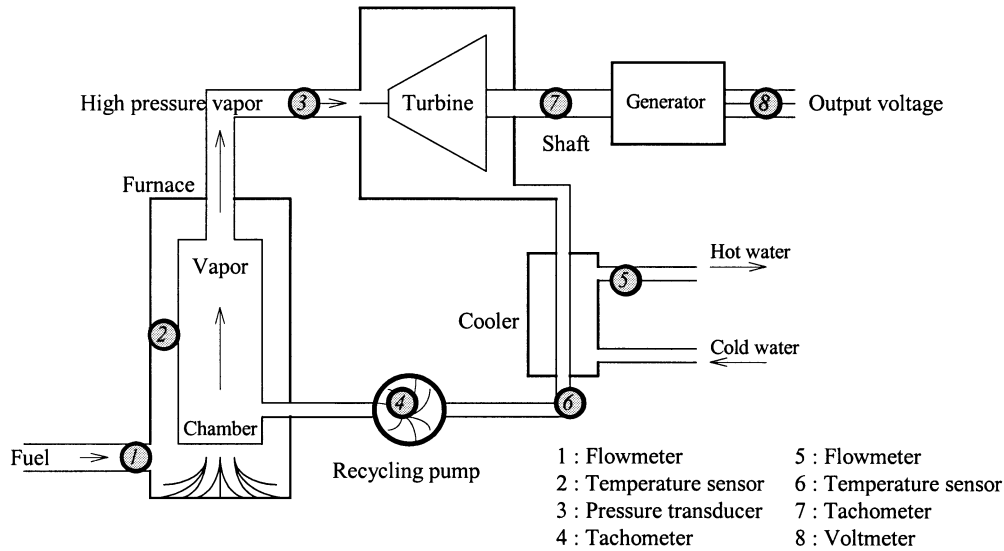 High pressure vapor
3
Turbine
7
Generator
8
Output voltage
Shaft
Furnace
Vapor
Hot water
5
Cooler
2
Cold water
4
6
Chamber
Fuel
1
Recycling pump
1 : Flowmeter
2 : Temperature sensor
3 : Pressure transducer
4 : Tachometer
5 : Flowmeter
6 : Temperature sensor
7 : Tachometer
8 : Voltmeter